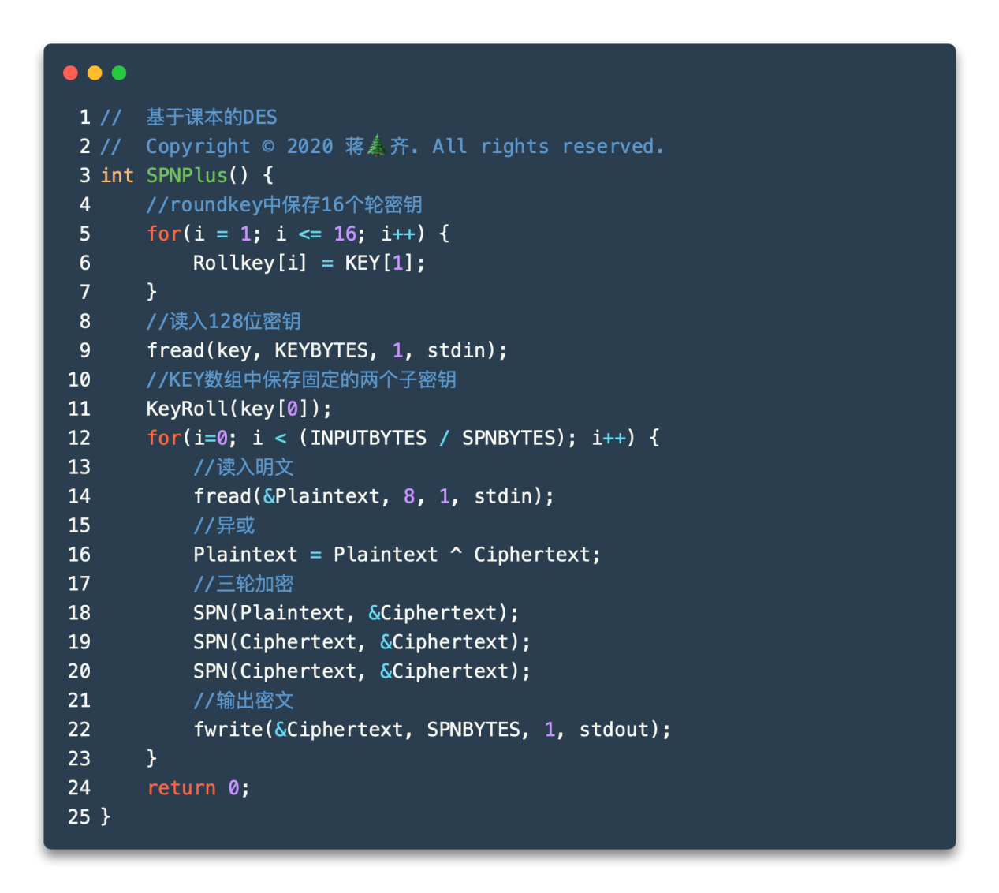 1 //  基于课本的DES
2 //  Copyright © 2020 蒋🌲齐. All rights reserved.
3 int SPNPlus() {
4     //roundkey中保存16个轮密钥
5     for(i = 1; i <= 16; i++) {
6         Rollkey[i] = KEY[1];
7     }
8     //读入128位密钥
9     fread(key, KEYBYTES, 1, stdin);
10     //KEY数组中保存固定的两个子密钥
11     KeyRoll(key[0]);
12     for(i=0; i < (INPUTBYTES / SPNBYTES); i++) {
13         //读入明文
14         fread(&Plaintext, 8, 1, stdin);
15         //异或
16         Plaintext = Plaintext ^ Ciphertext;
17         //三轮加密
18         SPN(Plaintext, &Ciphertext);
19         SPN(Ciphertext, &Ciphertext);
20         SPN(Ciphertext, &Ciphertext);
21         //输出密文
22         fwrite(&Ciphertext, SPNBYTES, 1, stdout);
23     }
24     return 0;
25 }